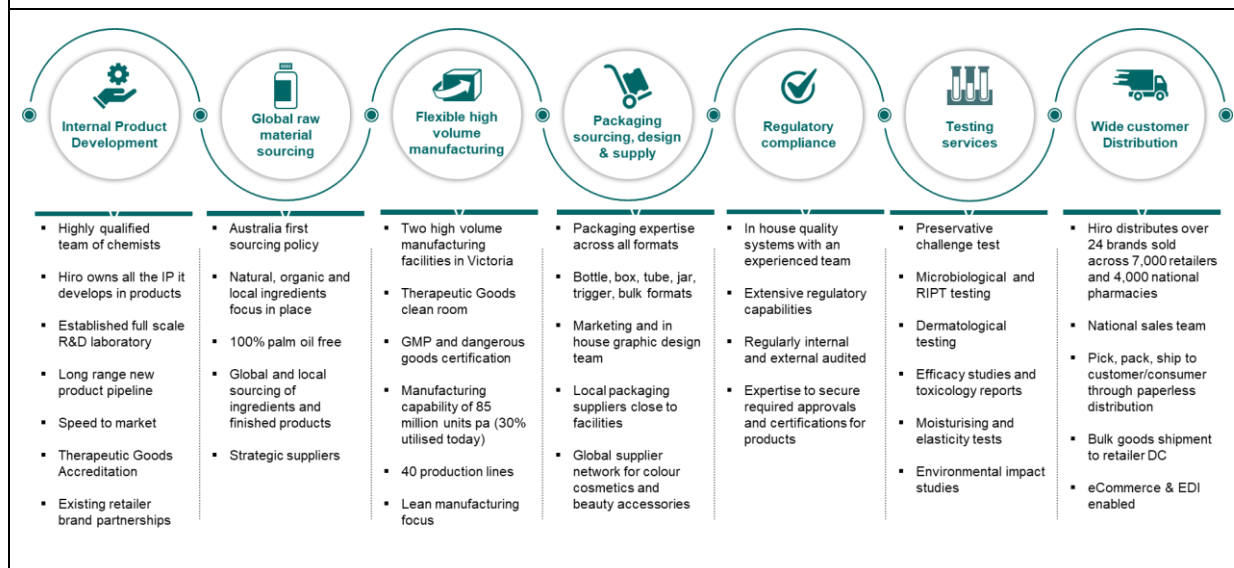 Internal Product
Development
Global raw
material
sourcing
Flexible high
volume
manufacturing
Packaging
sourcing, design
& supply
Regulatory
compliance
Testing
services
Wide customer
Distribution
▪ Highly qualified
team of chemists
▪ Hiro owns all the IP it
develops in products
▪ Established full scale
R&D laboratory
▪ Long range new
product pipeline
▪ Speed to market
▪ Therapeutic Goods
Accreditation
▪ Existing retailer
brand partnerships
▪ Australia first
sourcing policy
▪ Natural, organic and
local ingredients
focus in place
▪ 100% palm oil free
▪ Global and local
sourcing of
ingredients and
finished products
▪ Strategic suppliers
▪ Two high volume
manufacturing
facilities in Victoria
▪ Therapeutic Goods
clean room
▪ GMP and dangerous
goods certification
▪ Manufacturing
capability of 85
million units pa (30%
utilised today)
▪ 40 production lines
▪ Lean manufacturing
focus
▪ Packaging expertise
across all formats
▪ Bottle, box, tube, jar,
trigger, bulk formats
▪ Marketing and in
house graphic design
team
▪ Local packaging
suppliers close to
facilities
▪ Global supplier
network for colour
cosmetics and
beauty accessories
▪ In house quality
systems with an
experienced team
▪ Extensive regulatory
capabilities
▪ Regularly internal
and external audited
▪ Expertise to secure
required approvals
and certifications for
products
▪ Preservative
challenge test
▪ Microbiological and
RIPT testing
▪ Dermatological
testing
▪ Efficacy studies and
toxicology reports
▪ Moisturising and
elasticity tests
▪ Environmental impact
studies
▪ Hiro distributes over
24 brands sold
across 7,000 retailers
and 4,000 national
pharmacies
▪ National sales team
▪ Pick, pack, ship to
customer/consumer
through paperless
distribution
▪ Bulk goods shipment
to retailer DC
▪ eCommerce & EDI
enabled